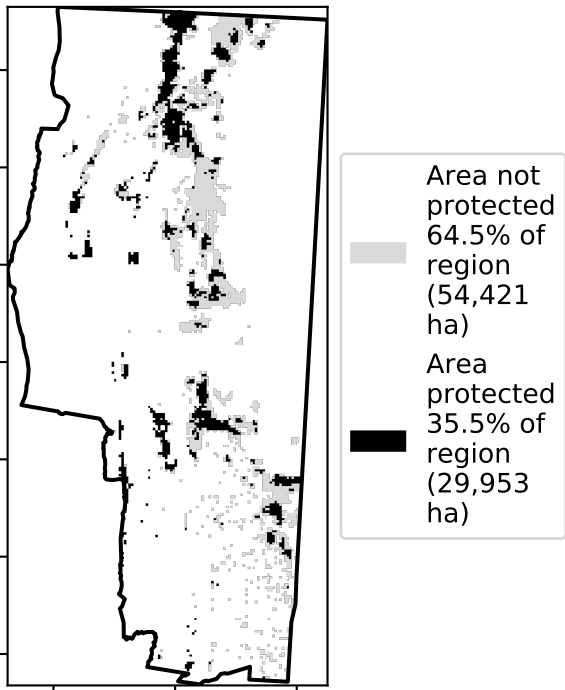 Area not
protected
64.5% of
region
(54,421
ha)
Area
protected
35.5% of
region
(29,953
ha)